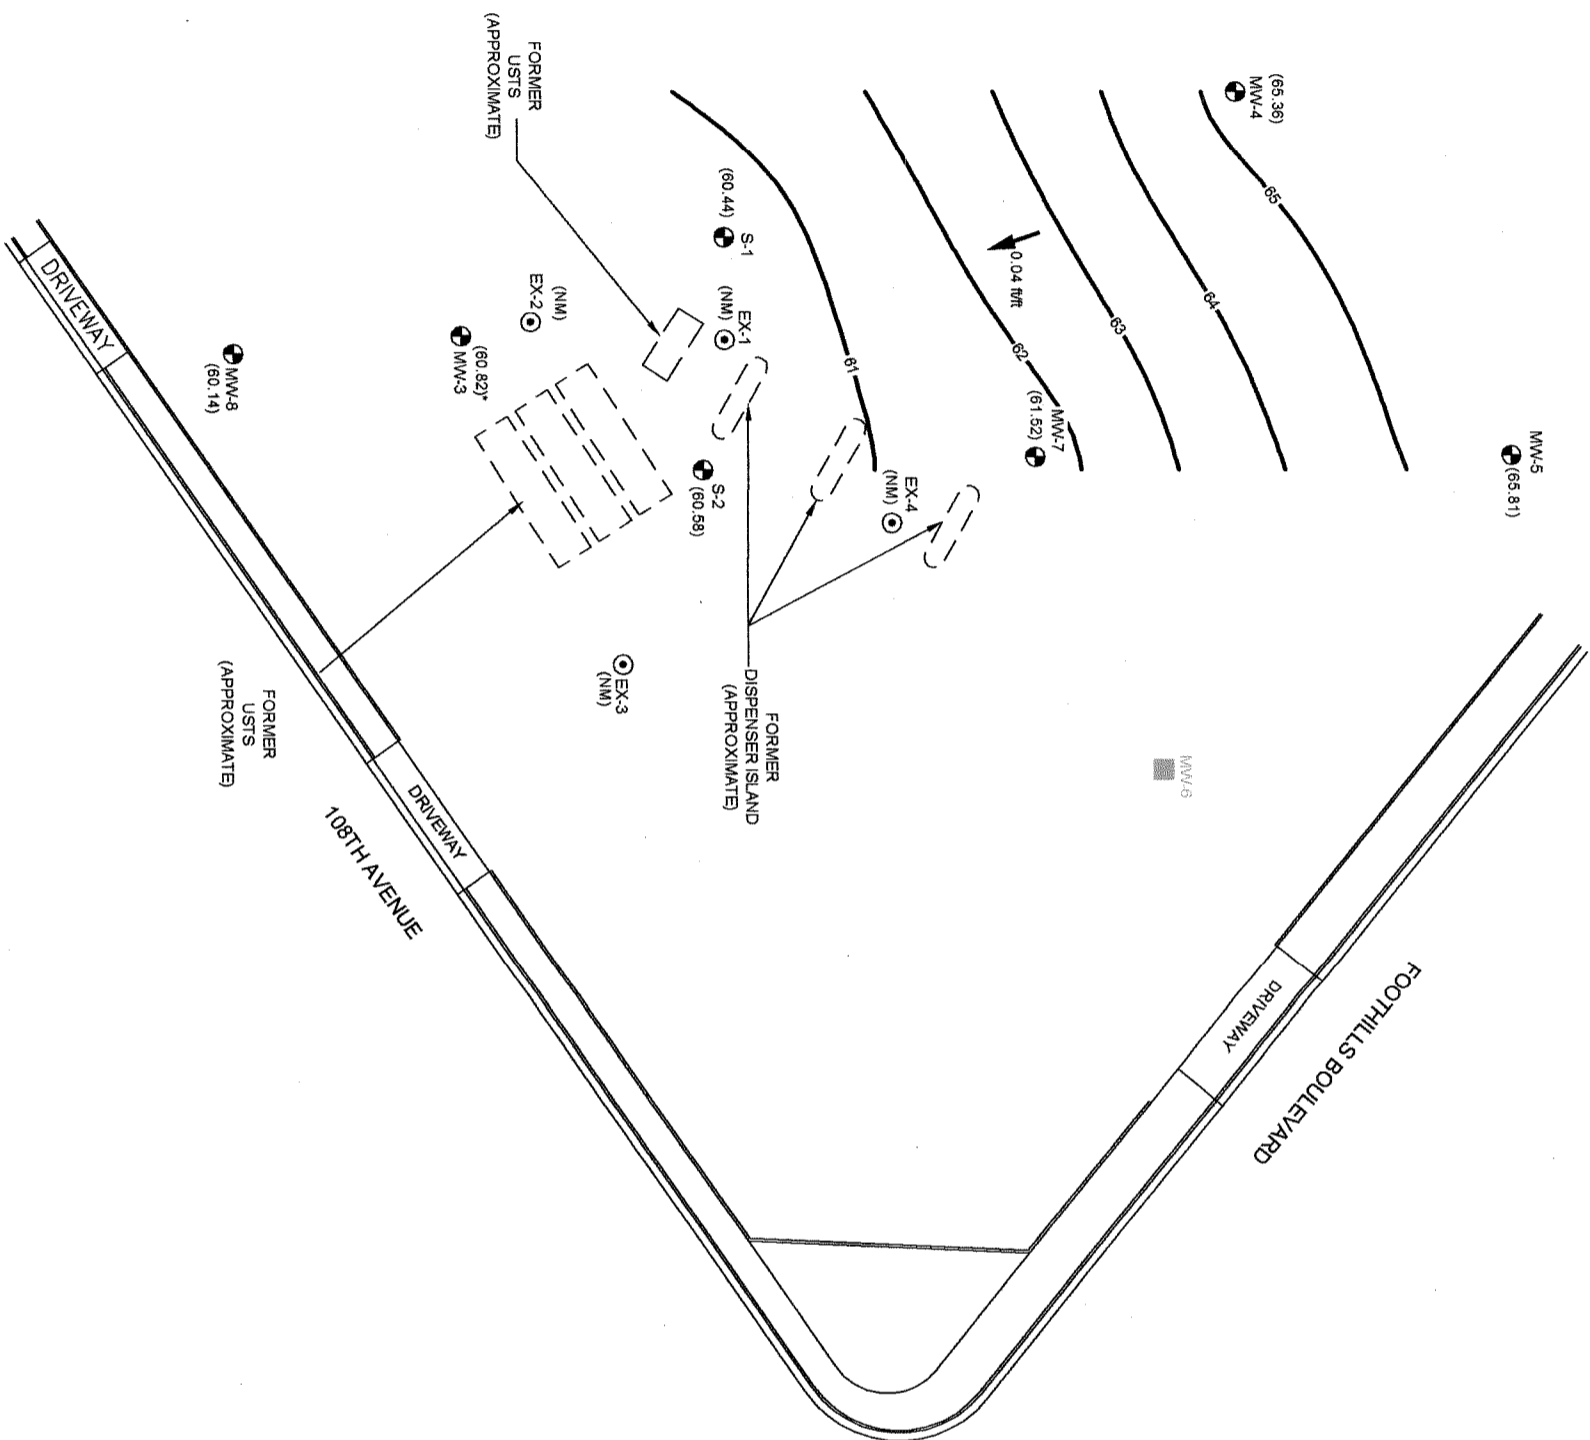 (65.36)
MW-4
65
64
63
62
61
0.04 ft/ft
MW-5
(65.81)
MW-7
(61.52)
FORMER
USTS
(APPROXIMATE)
(60.44)
S-1
EX-1
(NM)
(NM)
EX-2
(60.82)*
MW-3
MW-8
(60.14)
S-2
(60.58)
EX-4
(NM)
EX-3
(NM)
FORMER
DISPENSER ISLAND
(APPROXIMATE)
MW-6
FORMER
USTS
(APPROXIMATE)
DRIVEWAY
DRIVEWAY
108TH AVENUE
DRIVEWAY
FOOTHILLS BOULEVARD